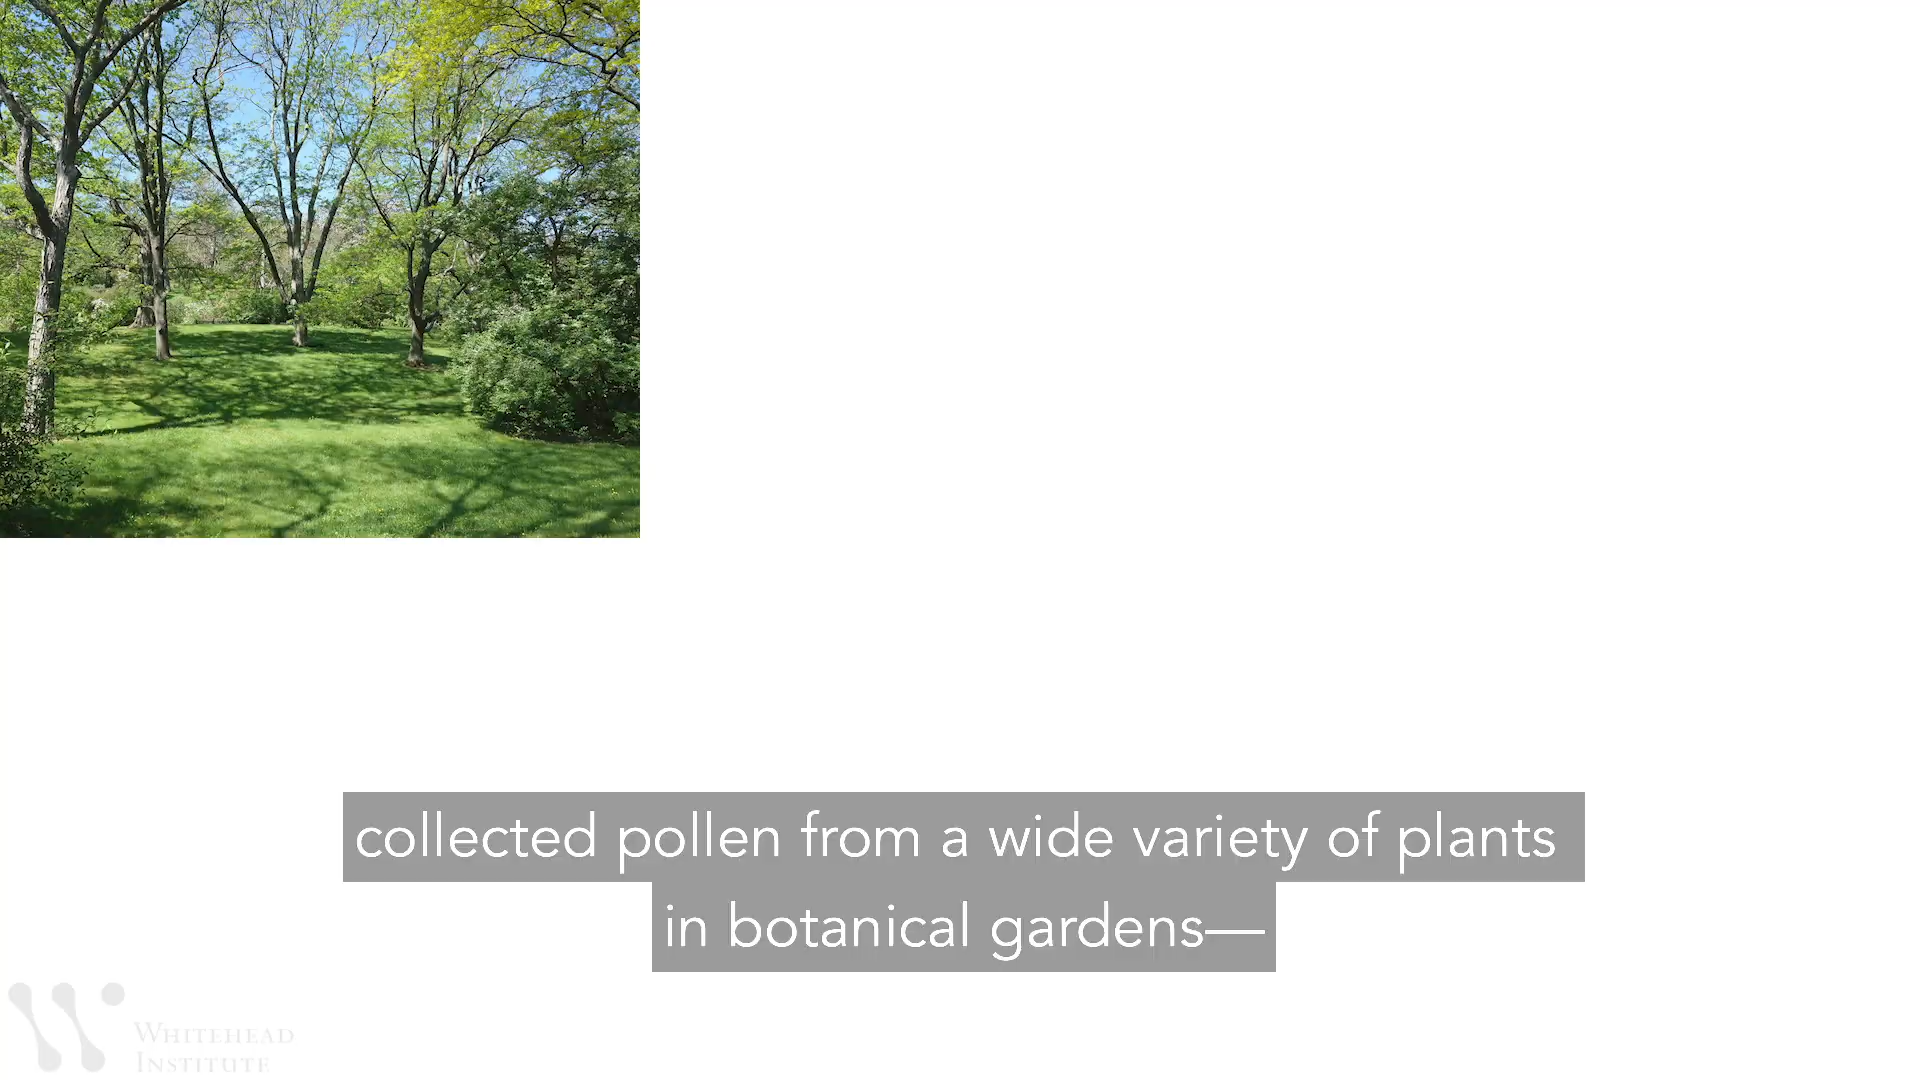 collected pollen from a wide variety of plants
in botanical gardens—
WHITEHEAD
INSTITUTE